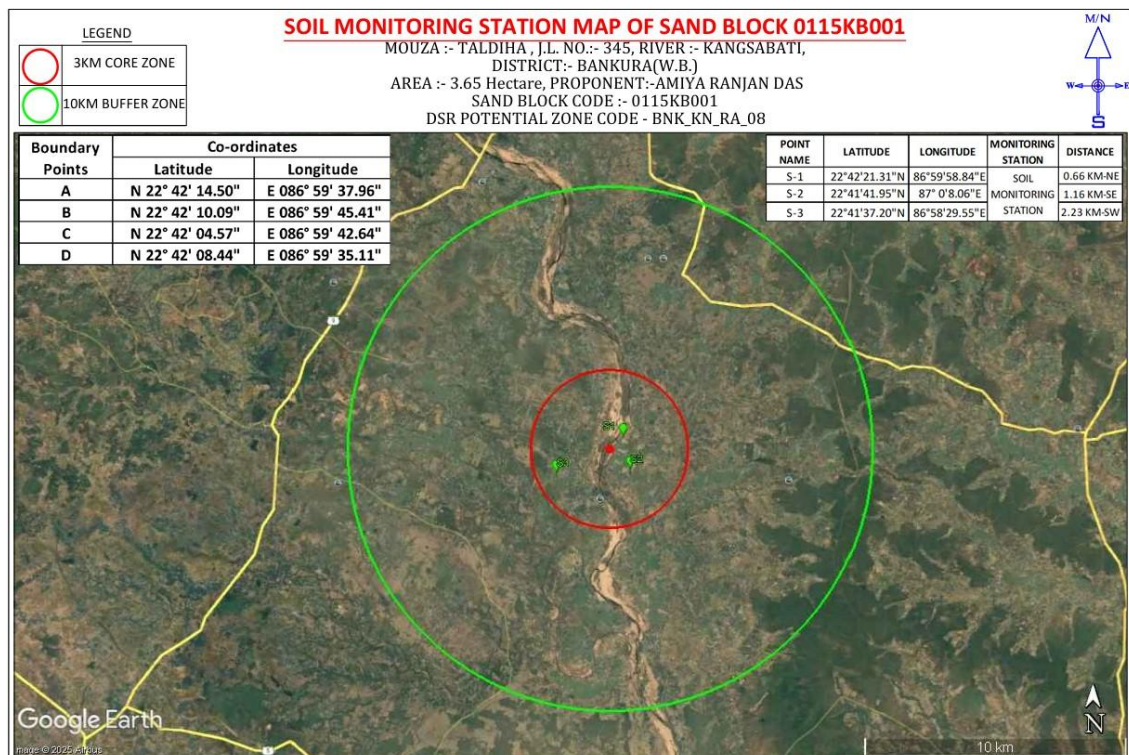 SOIL MONITORING STATION MAP OF SAND BLOCK 0115KB001
MOUZA :- TALDIHA , J.L. NO.:- 345, RIVER :- KANGSABATI,
DISTRICT:- BANKURA(W.B.)
AREA :- 3.65 Hectare, PROPONENT:-AMIYA RANJAN DAS
SAND BLOCK CODE :- 0115KB001
DSR POTENTIAL ZONE CODE - BNK_KN_RA_08
LEGEND
3KM CORE ZONE
10KM BUFFER ZONE
M/N
W E
S
Boundary Points Co-ordinates
Latitude Longitude
A N 22° 42' 14.50" E 086° 59' 37.96"
B N 22° 42' 10.09" E 086° 59' 45.41"
C N 22° 42' 04.57" E 086° 59' 42.64"
D N 22° 42' 08.44" E 086° 59' 35.11"
POINT NAME LATITUDE LONGITUDE MONITORING STATION DISTANCE
S-1 22°42'21.31"N 86°59'58.84"E SOIL MONITORING STATION 0.66 KM-NE
S-2 22°41'41.95"N 87° 0'8.06"E 1.16 KM-SE
S-3 22°41'37.20"N 86°58'29.55"E 2.23 KM-SW
S1
S2
Google Earth
Image © 2025 Airbus
N
10 km